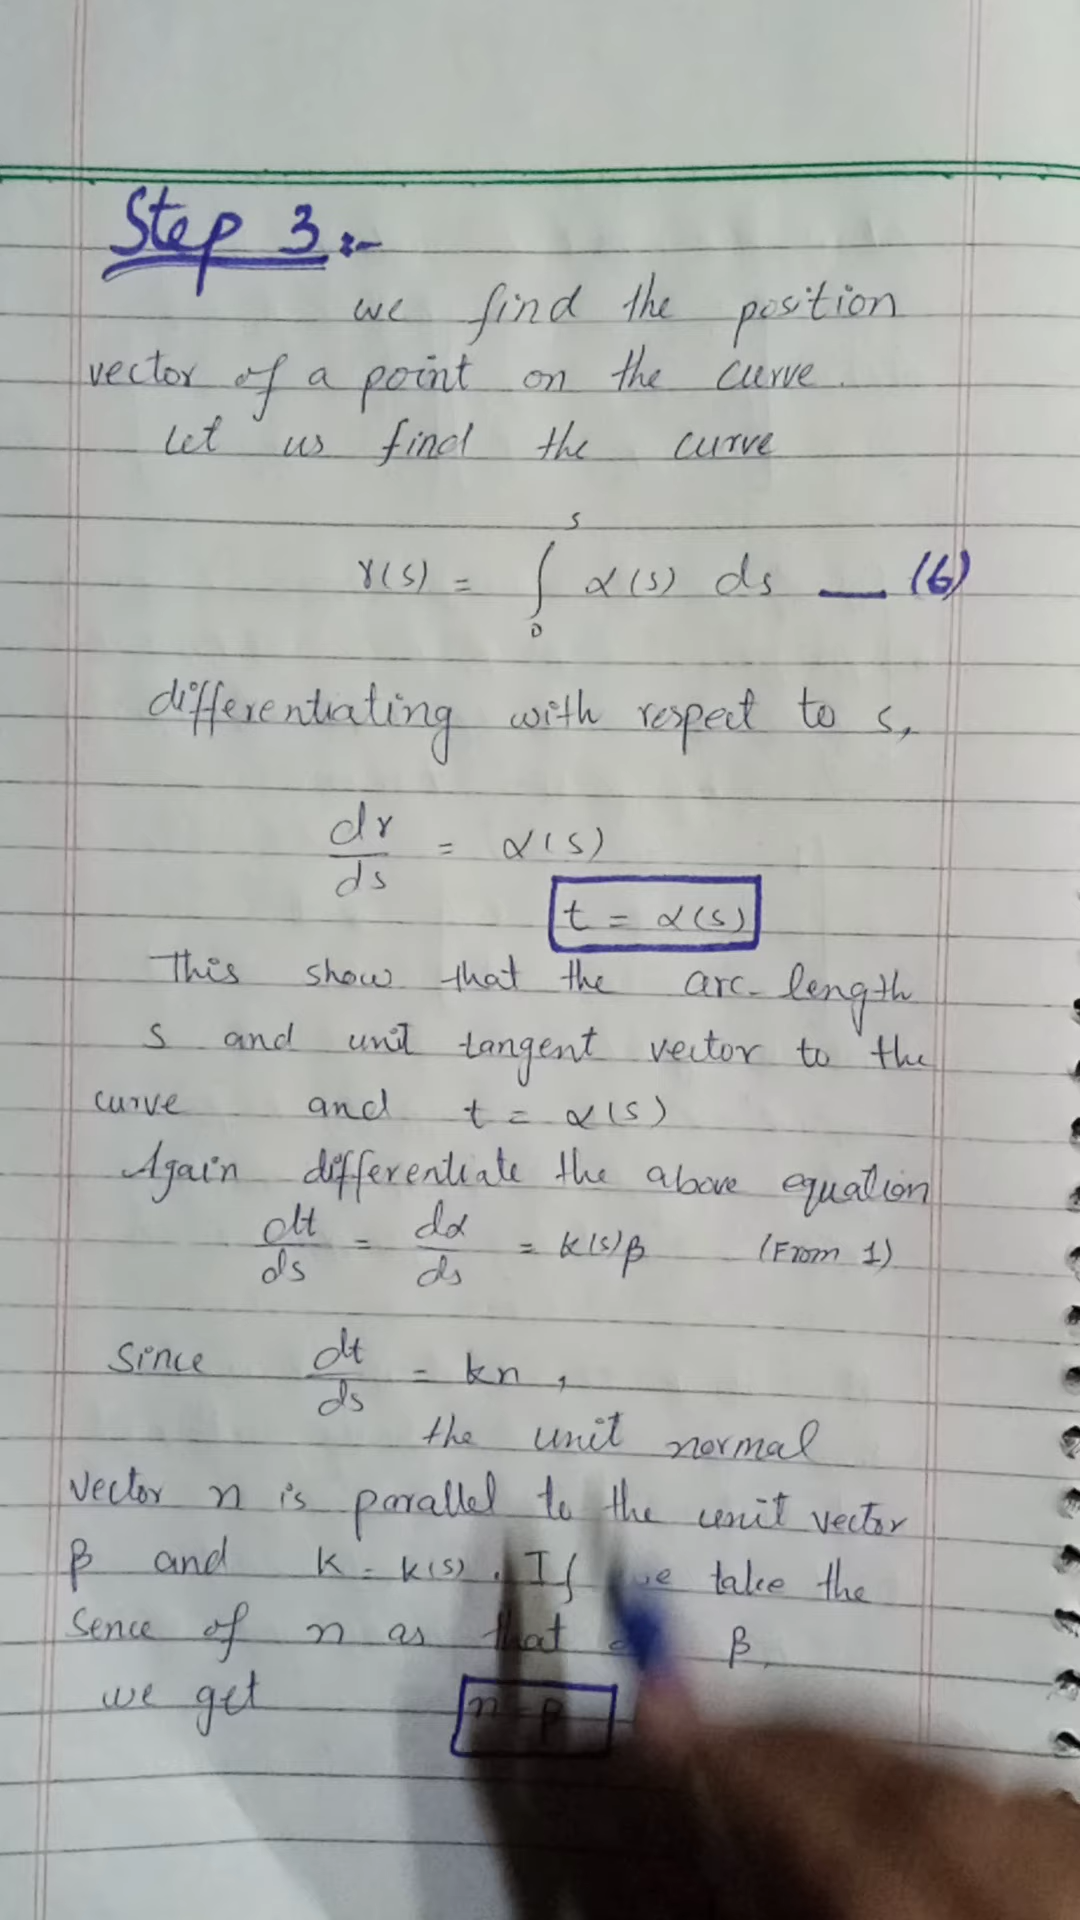 Step 3:-
we find the position
vector of a point on the curve.
Let us find the curve
r(s) = ∫₀ˢ α(s) ds — (6)
differentiating with respect to s,
dr/ds = α(s)
t = α(s)
This show that the arc-length
s and unit tangent vector to the
curve and t = α(s)
Again differentiate the above equation
dt/ds = dα/ds = k(s)β (From 1)
Since dt/ds = kn,
the unit normal
vector n is parallel to the unit vector
β and k = k(s). If we take the
sence of n as that β.
we get n = β